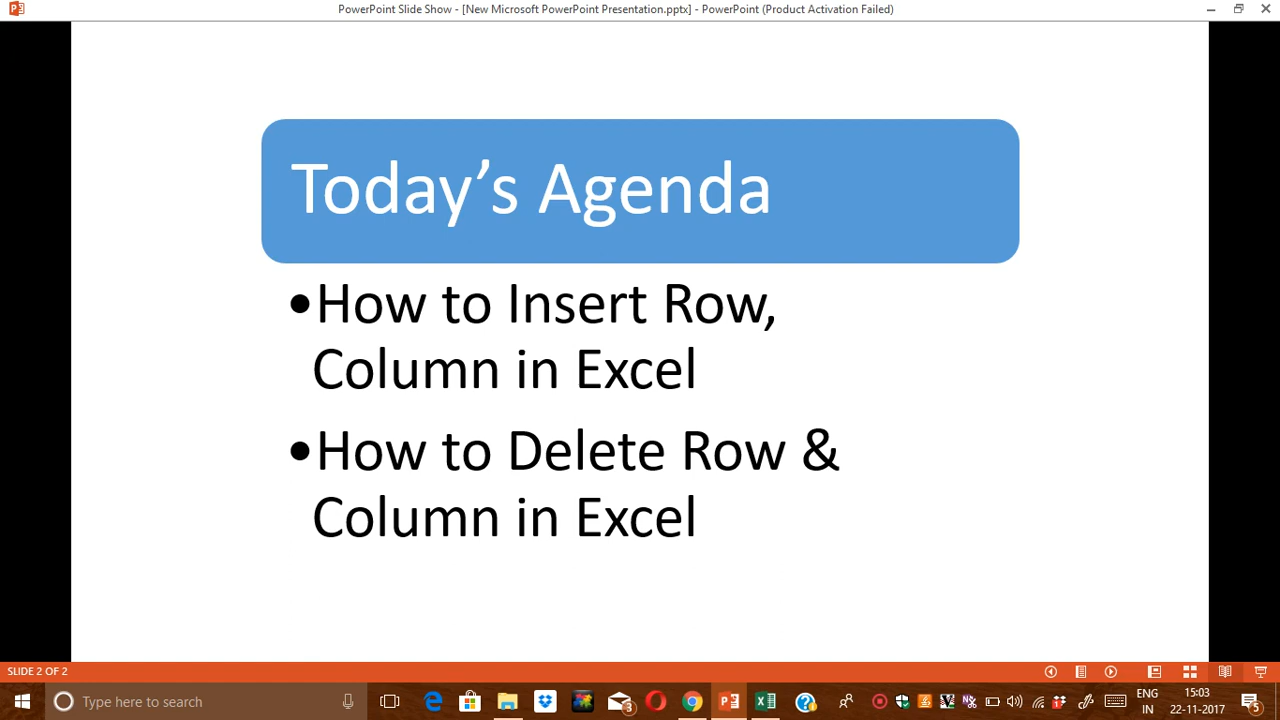 PowerPoint Slide Show - [New Microsoft PowerPoint Presentation.pptx] - PowerPoint (Product Activation Failed)
Today's Agenda
•How to Insert Row,
Column in Excel
•How to Delete Row &
Column in Excel
SLIDE 2 OF 2
Type here to search
3
ENG
IN
15:03
22-11-2017
5